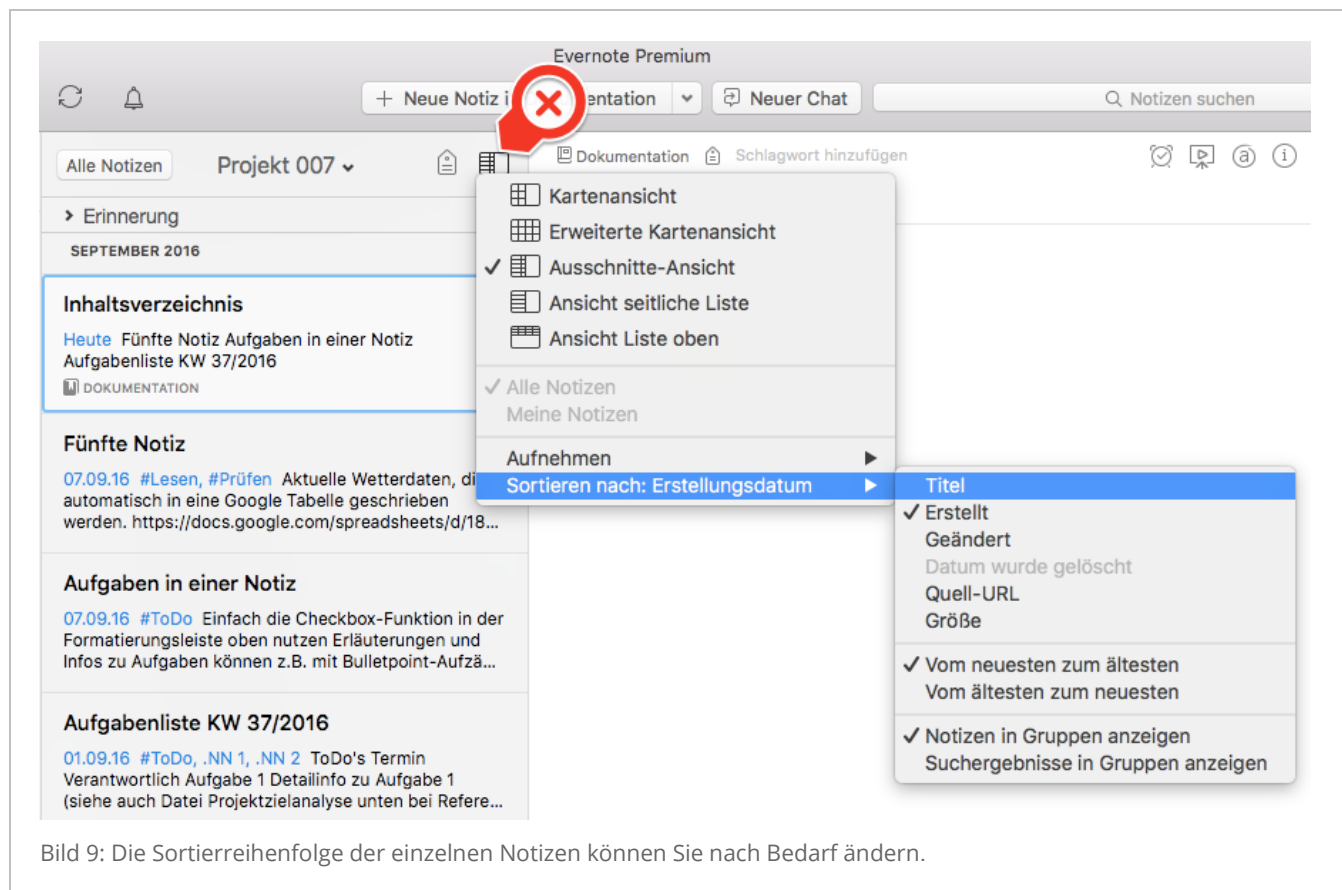 Evernote Premium
+ Neue Notiz i entation
Neuer Chat
Notizen suchen
Alle Notizen
Projekt 007
Dokumentation
Schlagwort hinzufügen
> Erinnerung
SEPTEMBER 2016
Inhaltsverzeichnis
Heute Fünfte Notiz Aufgaben in einer Notiz
Aufgabenliste KW 37/2016
DOKUMENTATION
Fünfte Notiz
07.09.16 #Lesen, #Prüfen Aktuelle Wetterdaten, di
automatisch in eine Google Tabelle geschrieben
werden. https://docs.google.com/spreadsheets/d/18...
Aufgaben in einer Notiz
07.09.16 #ToDo Einfach die Checkbox-Funktion in der
Formatierungsleiste oben nutzen Erläuterungen und
Infos zu Aufgaben können z.B. mit Bulletpoint-Aufzä...
Aufgabenliste KW 37/2016
01.09.16 #ToDo, .NN 1, .NN 2 ToDo's Termin
Verantwortlich Aufgabe 1 Detailinfo zu Aufgabe 1
(siehe auch Datei Projektzielanalyse unten bei Refere...
Kartenansicht
Erweiterte Kartenansicht
✓ Ausschnitte-Ansicht
Ansicht seitliche Liste
Ansicht Liste oben
✓ Alle Notizen
Meine Notizen
Aufnehmen
Sortieren nach: Erstellungsdatum
Titel
✓ Erstellt
Geändert
Datum wurde gelöscht
Quell-URL
Größe
✓ Vom neuesten zum ältesten
Vom ältesten zum neuesten
✓ Notizen in Gruppen anzeigen
Suchergebnisse in Gruppen anzeigen
Bild 9: Die Sortierreihenfolge der einzelnen Notizen können Sie nach Bedarf ändern.